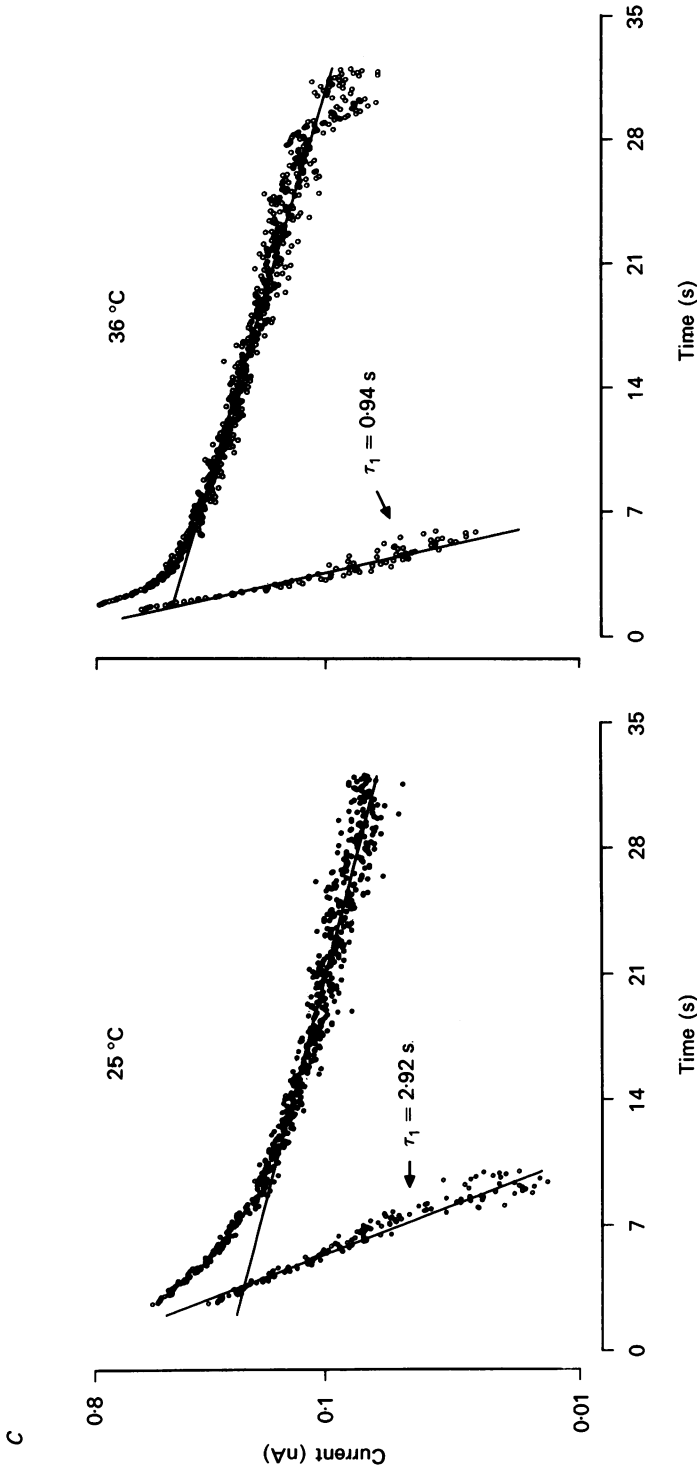 C
25 °C
36 °C
Current (nA)
0·8
0·1
0·01
τ1 = 2·92 s
τ1 = 0·94 s
0 7 14 21 28 35
Time (s)
0 7 14 21 28 35
Time (s)